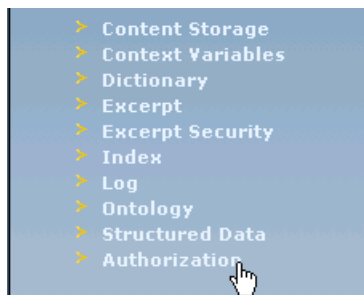 Content Storage
Context Variables
Dictionary
Excerpt
Excerpt Security
Index
Log
Ontology
Structured Data
Authorization